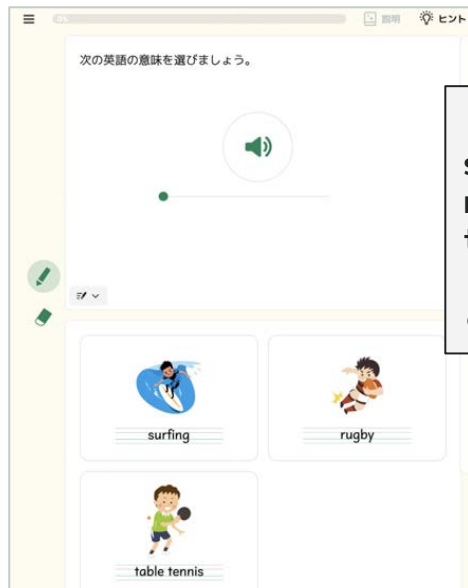 0%
説明
ヒント
次の英語の意味を選びましょう。
surfing
rugby
table tennis